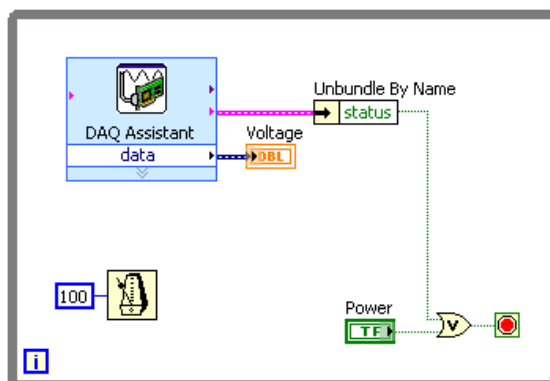 Unbundle By Name
status
DAQ Assistant
Voltage
data
DBL
100
Power
TF
V
i